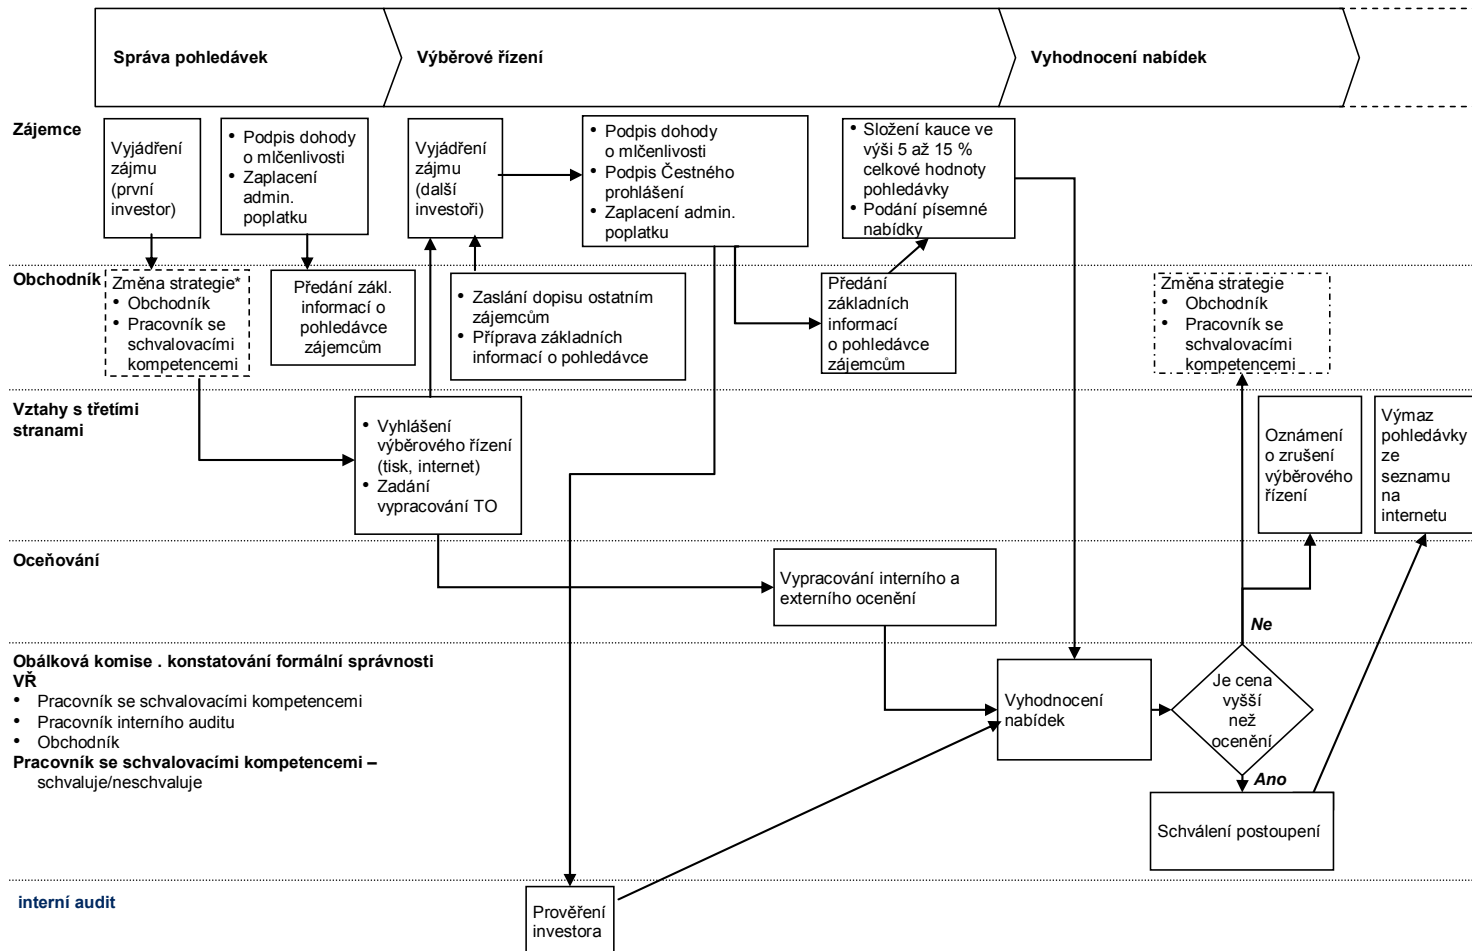 Správa pohledávek
Výběrové řízení
Vyhodnocení nabídek
Zájemce
Vyjádření
zájmu
(první
investor)
• Podpis dohody
o mlčenlivosti
• Zaplacení
admin.
poplatku
Vyjádření
zájmu
(další
investoři)
• Podpis dohody
o mlčenlivosti
• Podpis Čestného
prohlášení
• Zaplacení admin.
poplatku
• Složení kauce ve
výši 5 až 15 %
celkové hodnoty
pohledávky
• Podání písemné
nabídky
Obchodník
Změna strategie*
• Obchodník
• Pracovník se
schvalovacími
kompetencemi
Předání zákl.
informací o
pohledávce
zájemcům
• Zaslání dopisu ostatním
zájemcům
• Příprava základních
informací o pohledávce
Předání
základních
informací
o pohledávce
zájemcům
Změna strategie
• Obchodník
• Pracovník se
schvalovacími
kompetencemi
Vztahy s třetími
stranami
• Vyhlášení
výběrového řízení
(tisk, internet)
• Zadání
vypracování TO
Oznámení
o zrušení
výběrového
řízení
Výmaz
pohledávky
ze
seznamu
na
internetu
Oceňování
Vypracování interního a
externího ocenění
Obálková komise . konstatování formální správnosti
VŘ
• Pracovník se schvalovacími kompetencemi
• Pracovník interního auditu
• Obchodník
Pracovník se schvalovacími kompetencemi –
schvaluje/neschvaluje
Vyhodnocení
nabídek
Ne
Je cena
vyšší
než
ocenění
Ano
Schválení postoupení
interní audit
Prověření
investora